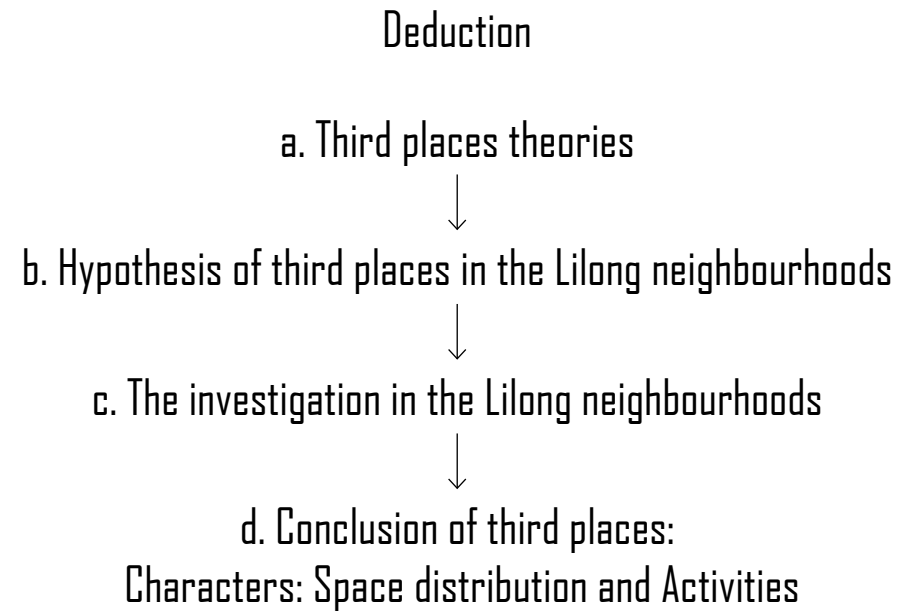 Deduction
a. Third places theories
b. Hypothesis of third places in the Lilong neighbourhoods
c. The investigation in the Lilong neighbourhoods
d. Conclusion of third places:
Characters: Space distribution and Activities